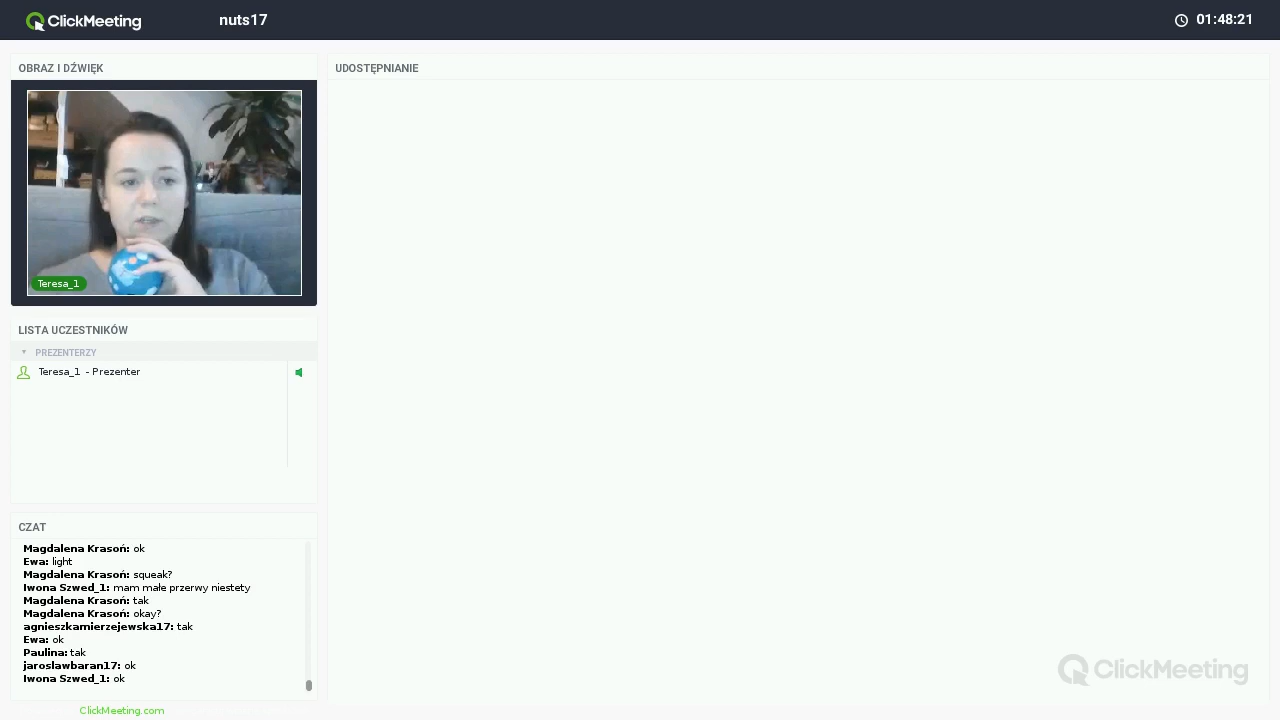 ClickMeeting
nuts17
01:48:21
OBRAZ I DŹWIĘK
Teresa_1
LISTA UCZESTNIKÓW
PREZENTERZY
Teresa_1 - Prezenter
CZAT
Magdalena Krasoń: ok
Ewa: light
Magdalena Krasoń: squeak?
Iwona Szwed_1: mam małe przerwy niestety
Magdalena Krasoń: tak
Magdalena Krasoń: okay?
agnieszkamierzejewska17: tak
Ewa: ok
Paulina: tak
jaroslawbaran17: ok
Iwona Szwed_1: ok
ClickMeeting.com
UDOSTĘPNIANIE
ClickMeeting